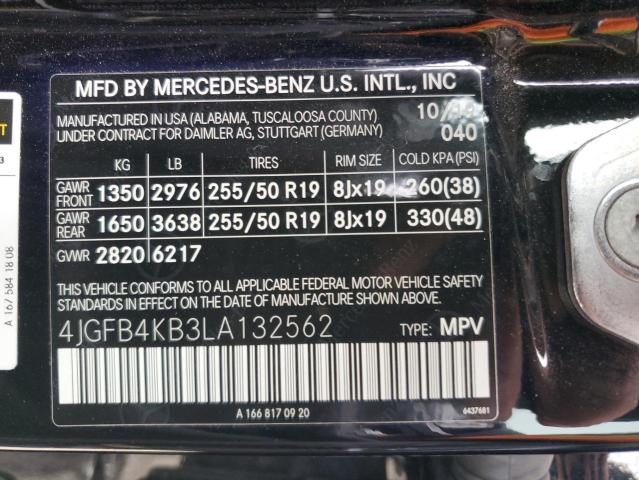 MFD BY MERCEDES-BENZ U.S. INTL., INC
MANUFACTURED IN USA (ALABAMA, TUSCALOOSA COUNTY) 10/19
UNDER CONTRACT FOR DAIMLER AG, STUTTGART (GERMANY) 040
KG LB TIRES RIM SIZE COLD KPA (PSI)
GAWR FRONT 1350 2976 255/50 R19 8Jx19 260(38)
GAWR REAR 1650 3638 255/50 R19 8Jx19 330(48)
GVWR 2820 6217
THIS VEHICLE CONFORMS TO ALL APPLICABLE FEDERAL MOTOR VEHICLE SAFETY
STANDARDS IN EFFECT ON THE DATE OF MANUFACTURE SHOWN ABOVE.
4JGFB4KB3LA132562 TYPE: MPV
A 166 817 09 20 6437681
A 167 584 18 08